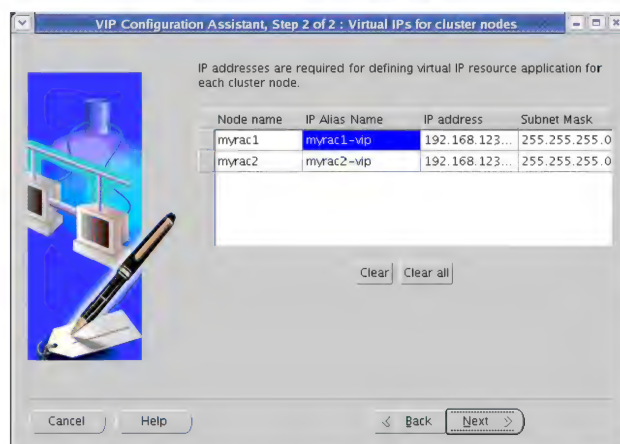 VIP Configuration Assistant, Step 2 of 2 : Virtual IPs for cluster nodes
IP addresses are required for defining virtual IP resource application for
each cluster node.
Node name IP Alias Name IP address Subnet Mask
myrac1 myrac1-vip 192.168.123... 255.255.255.0
myrac2 myrac2-vip 192.168.123... 255.255.255.0
Clear Clear all
Cancel Help Back Next